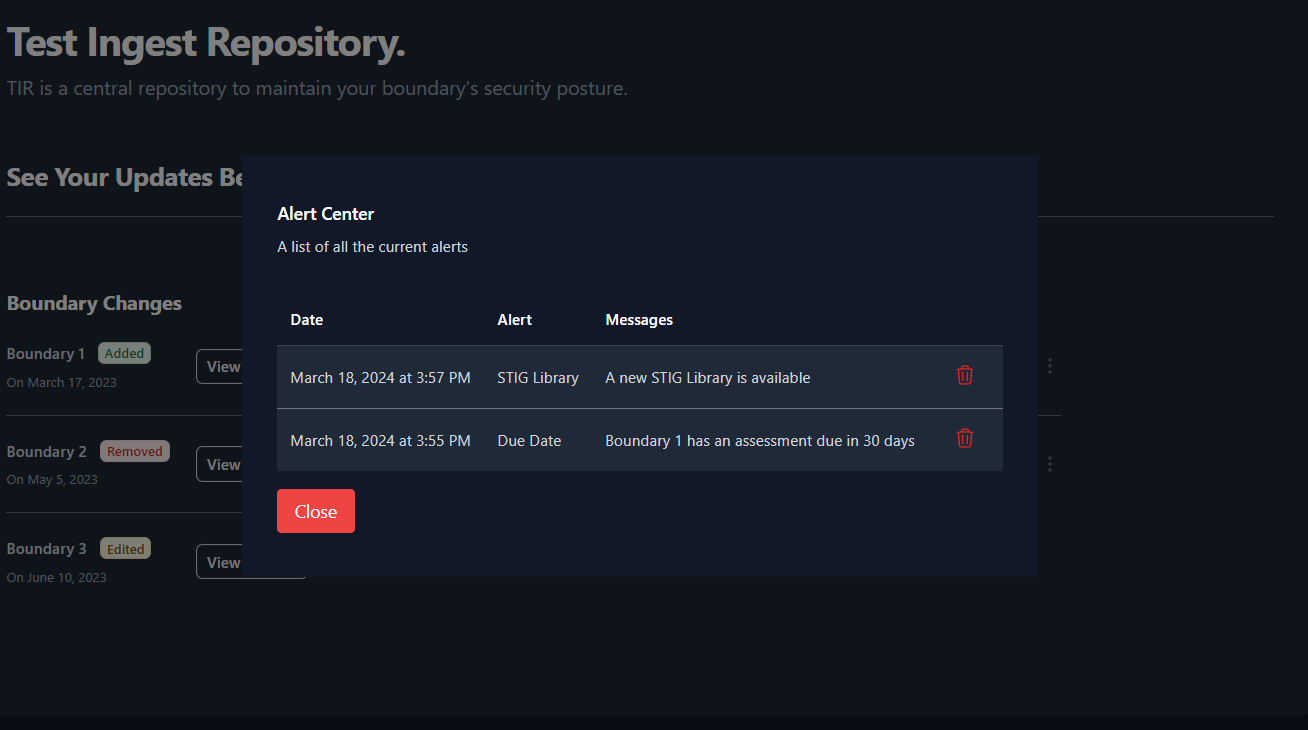 Test Ingest Repository.
TIR is a central repository to maintain your boundary's security posture.
See Your Updates
Alert Center
A list of all the current alerts
Date Alert Messages
March 18, 2024 at 3:57 PM STIG Library A new STIG Library is available
March 18, 2024 at 3:55 PM Due Date Boundary 1 has an assessment due in 30 days
Close
Boundary Changes
Boundary 1 Added
On March 17, 2023
View
Boundary 2 Removed
On May 5, 2023
View
Boundary 3 Edited
On June 10, 2023
View